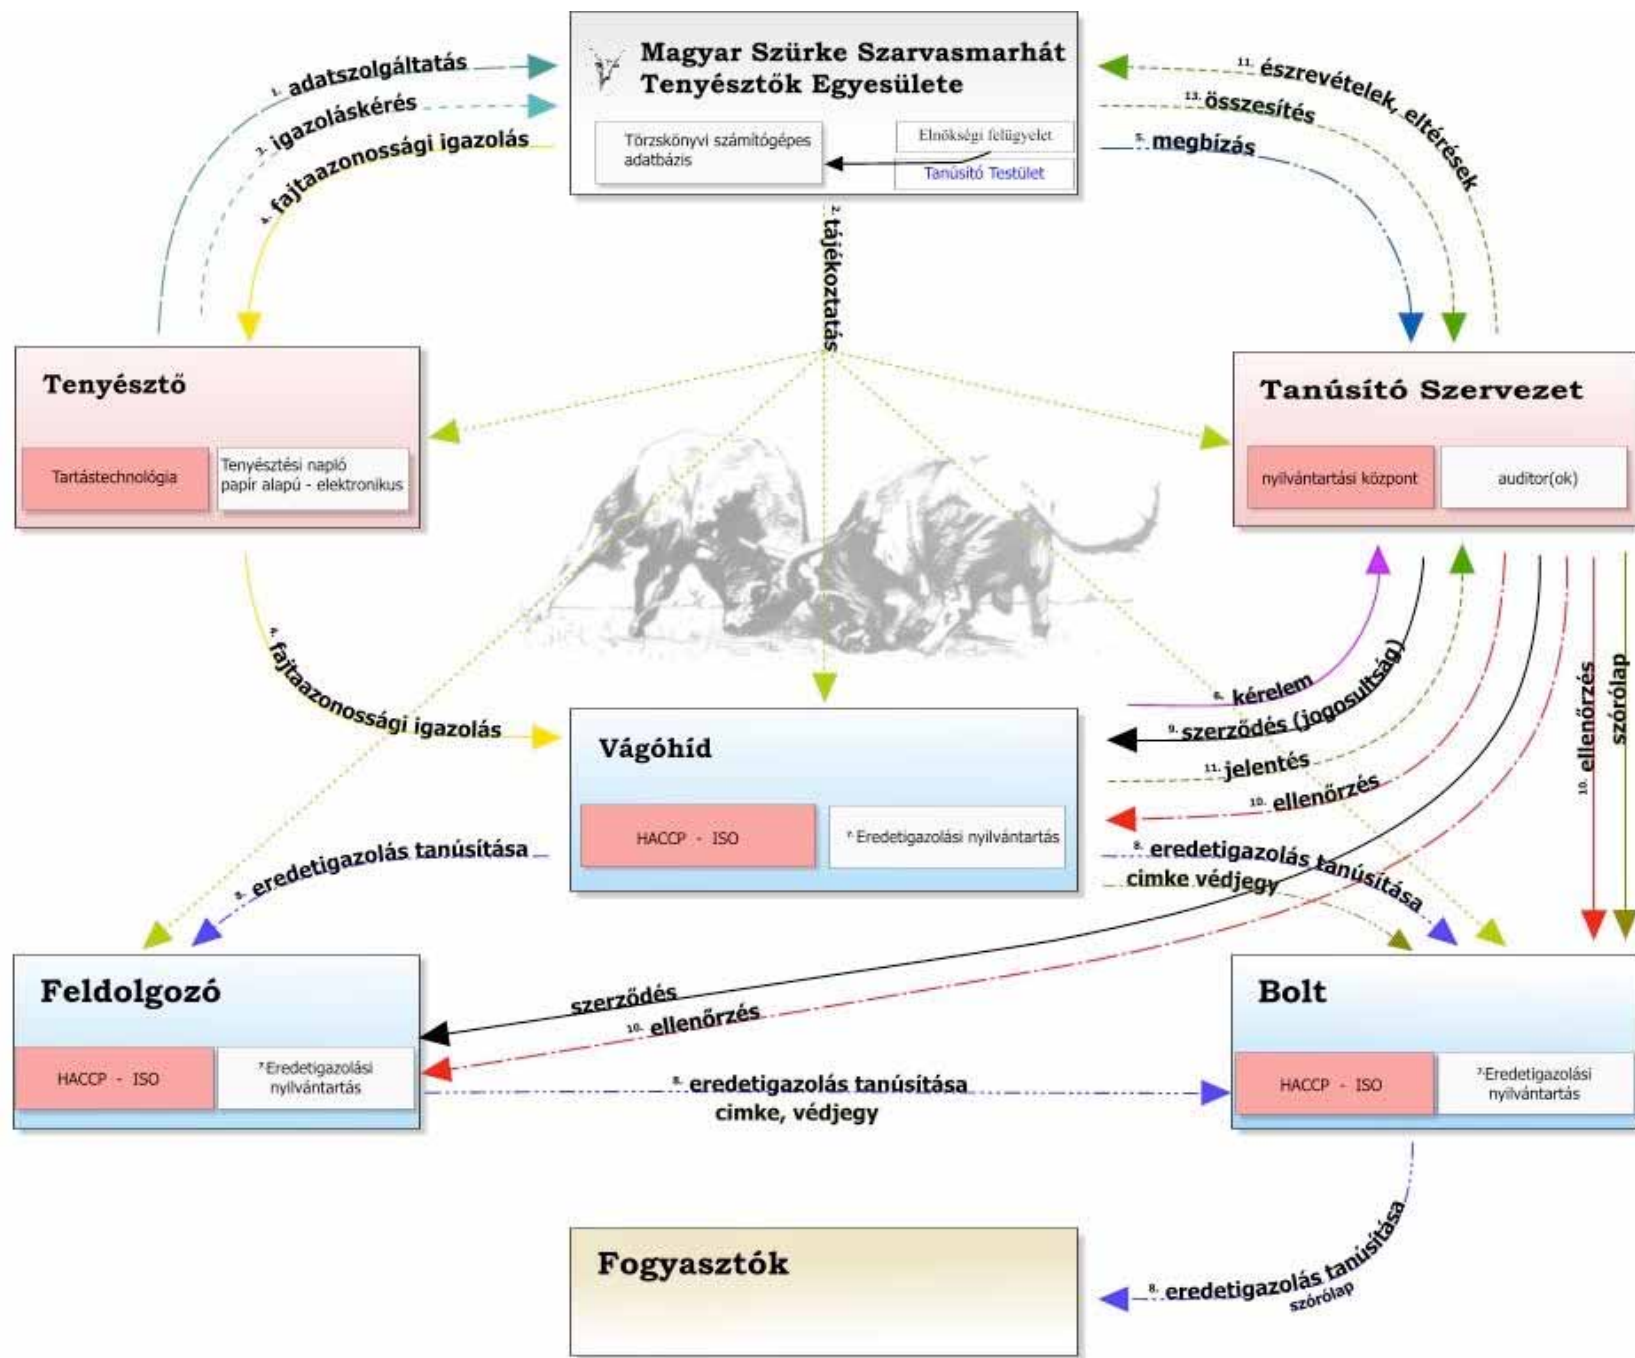 Magyar Szürke Szarvasmarhát
Tenyésztők Egyesülete
Törzskönyvi számítógépes
adatbázis
Elnökségi felügyelet
Tanúsító Testület
1. adatszolgáltatás
3. igazoláskérés
4. fajtaazonossági igazolás
11. észrevételek, eltérések
13. összesítés
5. megbízás
2. tájékoztatás
Tenyésztő
Tartástechnológia
Tenyésztési napló
papír alapú - elektronikus
Tanúsító Szervezet
nyilvántartási központ
auditor(ok)
4. fajtaazonossági igazolás
6. kérelem
9. szerződés (jogosultság)
11. jelentés
10. ellenőrzés
10. ellenőrzés
szórólap
Vágóhíd
HACCP - ISO
7. Eredetigazolási nyilvántartás
8. eredetigazolás tanúsítása
8. eredetigazolás tanúsítása
cimke védjegy
Feldolgozó
HACCP - ISO
7. Eredetigazolási
nyilvántartás
szerződés
10. ellenőrzés
8. eredetigazolás tanúsítása
cimke, védjegy
Bolt
HACCP - ISO
7. Eredetigazolási
nyilvántartás
Fogyasztók
8. eredetigazolás tanúsítása
szórólap